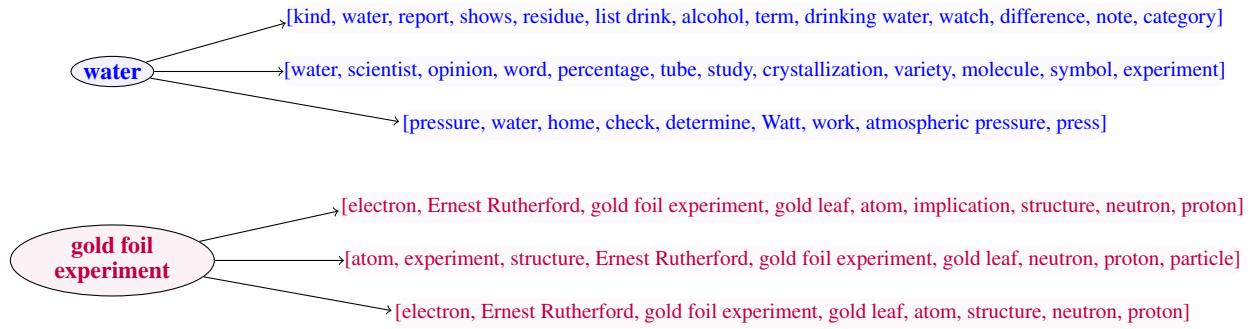 [kind, water, report, shows, residue, list drink, alcohol, term, drinking water, watch, difference, note, category]
water
[water, scientist, opinion, word, percentage, tube, study, crystallization, variety, molecule, symbol, experiment]
[pressure, water, home, check, determine, Watt, work, atmospheric pressure, press]
[electron, Ernest Rutherford, gold foil experiment, gold leaf, atom, implication, structure, neutron, proton]
gold foil
experiment
[atom, experiment, structure, Ernest Rutherford, gold foil experiment, gold leaf, neutron, proton, particle]
[electron, Ernest Rutherford, gold foil experiment, gold leaf, atom, structure, neutron, proton]